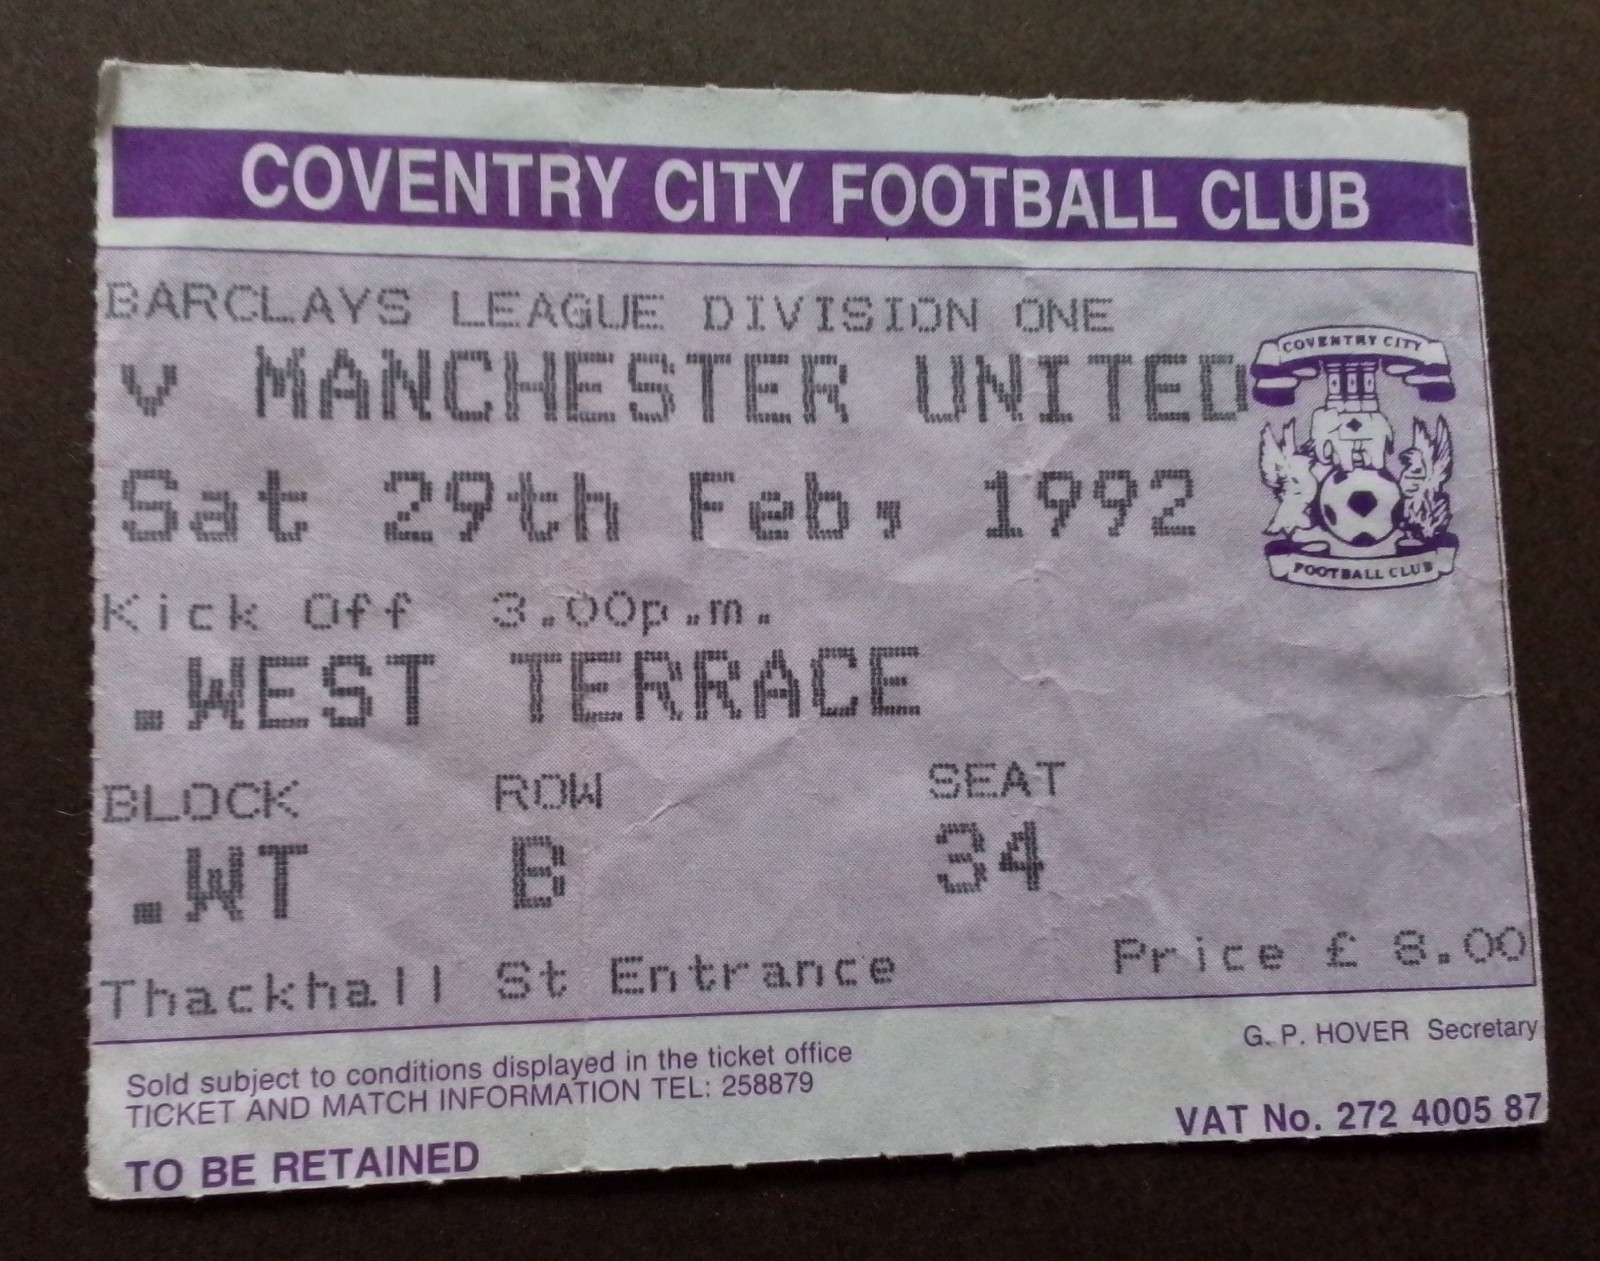 COVENTRY CITY FOOTBALL CLUB
BARCLAYS LEAGUE DIVISION ONE
v MANCHESTER UNITED
COVENTRY CITY
FOOTBALL CLUB
Sat 29th Feb, 1992
Kick Off 3.00p.m.
.WEST TERRACE
BLOCK ROW SEAT
.WT B 34
Thackhall St Entrance Price £ 8.00
G. P. HOVER Secretary
Sold subject to conditions displayed in the ticket office
TICKET AND MATCH INFORMATION TEL: 258879
VAT No. 272 4005 87
TO BE RETAINED